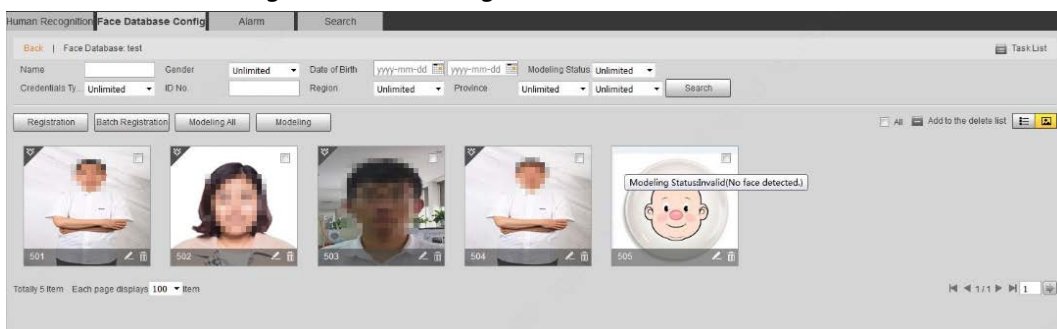 Human Recognition Face Database Config Alarm Search
Back | Face Database: test Task List
Name Gender Unlimited Date of Birth yyyy-mm-dd yyyy-mm-dd Modeling Status Unlimited
Credentials Ty... Unlimited ID No. Region Unlimited Province Unlimited Unlimited Search
Registration Batch Registration Modeling All Modeling All Add to the delete list
Modeling Status:Invalid(No face detected.)
501 502 503 504 505
Totally 5 Item Each page displays 100 Item 1/1 1